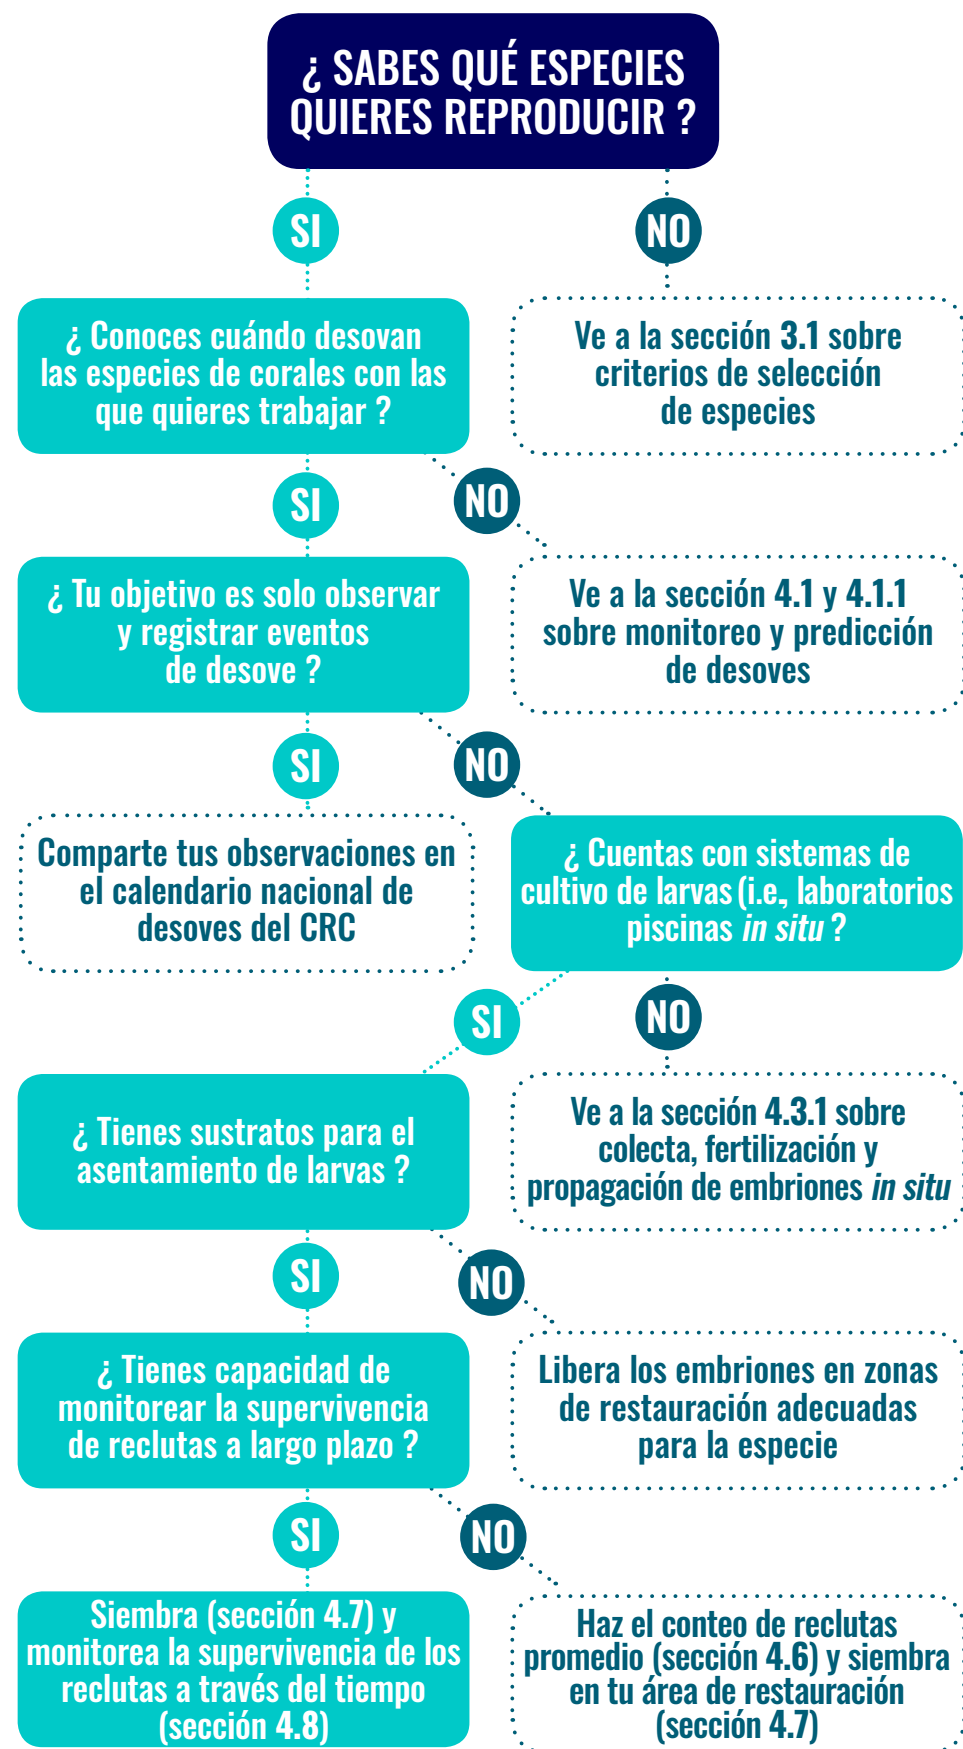 ¿ SABES QUÉ ESPECIES
QUIERES REPRODUCIR ?
SI
NO
¿ Conoces cuándo desovan
las especies de corales con las
que quieres trabajar ?
Ve a la sección 3.1 sobre
criterios de selección
de especies
SI
NO
¿ Tu objetivo es solo observar
y registrar eventos
de desove ?
Ve a la sección 4.1 y 4.1.1
sobre monitoreo y predicción
de desoves
SI
NO
Comparte tus observaciones en
el calendario nacional de
desoves del CRC
¿ Cuentas con sistemas de
cultivo de larvas (i.e., laboratorios
piscinas in situ ?
SI
NO
¿ Tienes sustratos para el
asentamiento de larvas ?
Ve a la sección 4.3.1 sobre
colecta, fertilización y
propagación de embriones in situ
SI
NO
¿ Tienes capacidad de
monitorear la supervivencia
de reclutas a largo plazo ?
Libera los embriones en zonas
de restauración adecuadas
para la especie
SI
NO
Siembra (sección 4.7) y
monitorea la supervivencia de los
reclutas a través del tiempo
(sección 4.8)
Haz el conteo de reclutas
promedio (sección 4.6) y siembra
en tu área de restauración
(sección 4.7)